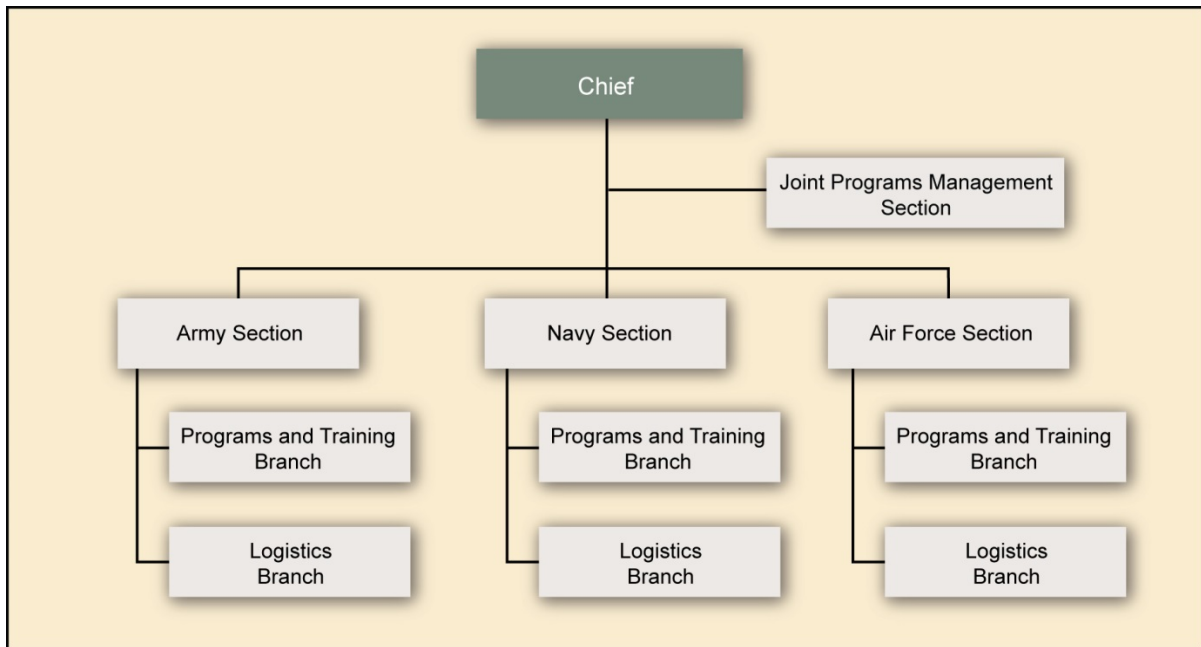 Chief
Joint Programs Management
Section
Army Section
Navy Section
Air Force Section
Programs and Training
Branch
Programs and Training
Branch
Programs and Training
Branch
Logistics
Branch
Logistics
Branch
Logistics
Branch